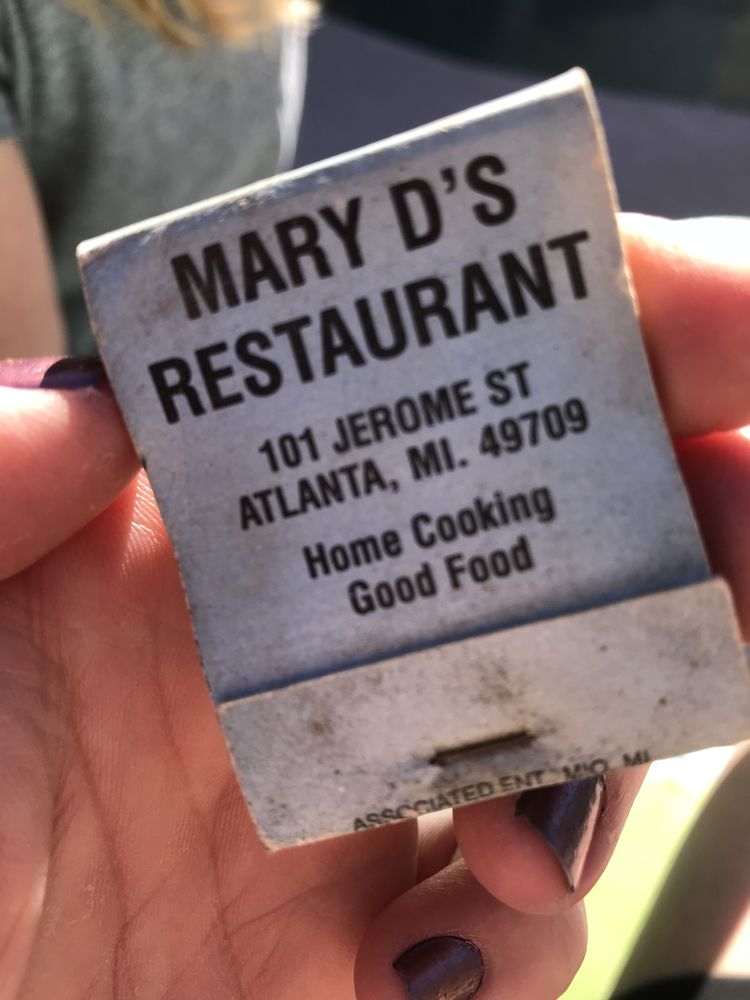 MARY D'S
RESTAURANT
101 JEROME ST
ATLANTA, MI. 49709
Home Cooking
Good Food
ASSOCIATED ENT., MIO, MI.